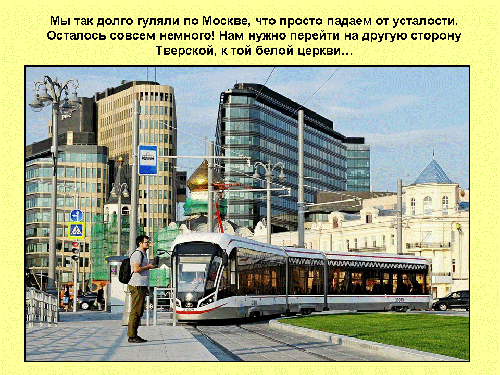 Мы так долго гуляли по Москве, что просто падаем от усталости.
Осталось совсем немного! Нам нужно перейти на другую сторону
Тверской, к той белой церкви...